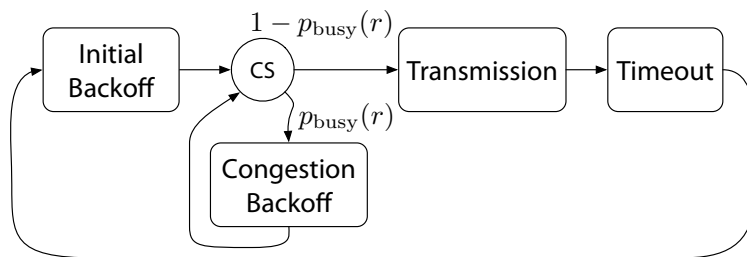 1 − p_busy(r)
Initial
Backoff
CS
Transmission
Timeout
p_busy(r)
Congestion
Backoff